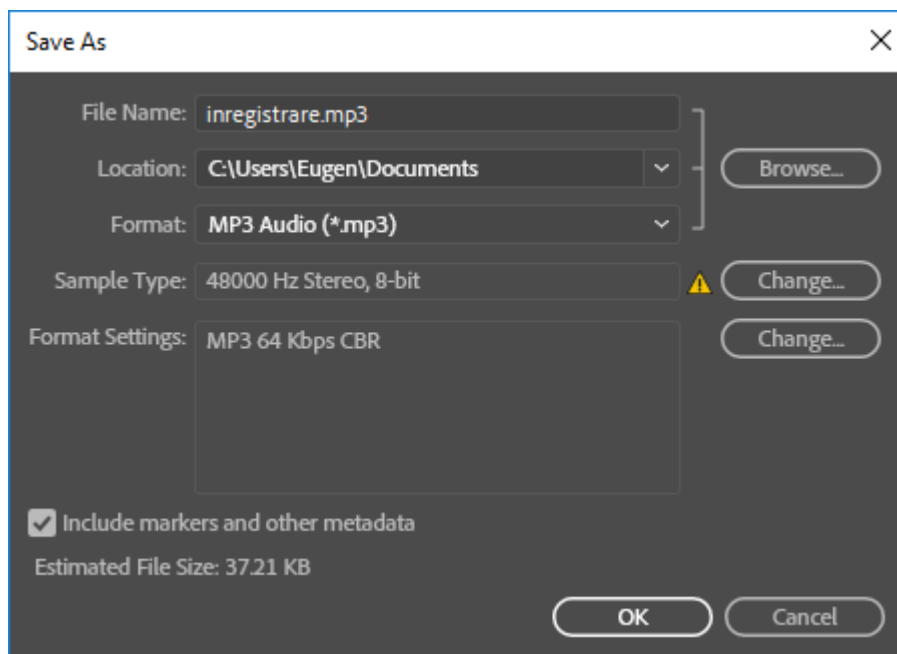 Save As
File Name: inregistrare.mp3
Location: C:\Users\Eugen\Documents
Browse...
Format: MP3 Audio (*.mp3)
Sample Type: 48000 Hz Stereo, 8-bit
Change...
Format Settings: MP3 64 Kbps CBR
Change...
Include markers and other metadata
Estimated File Size: 37.21 KB
OK
Cancel